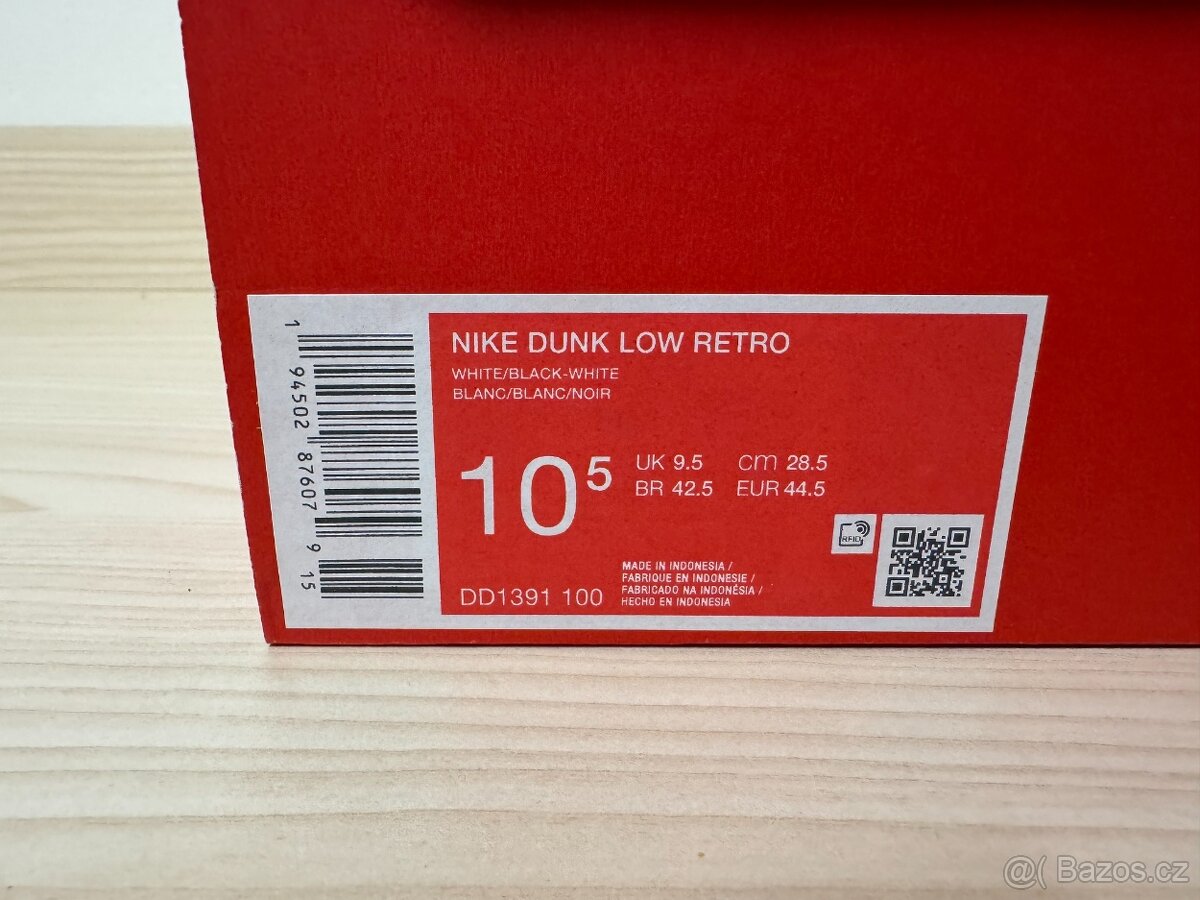 1 94502 87607 9 15
NIKE DUNK LOW RETRO
WHITE/BLACK-WHITE
BLANC/BLANC/NOIR
10⁵
UK 9.5 cm 28.5
BR 42.5 EUR 44.5
RFID
MADE IN INDONESIA /
FABRIQUE EN INDONESIE /
FABRICADO NA INDONÉSIA /
HECHO EN INDONESIA
DD1391 100
@( Bazos.cz